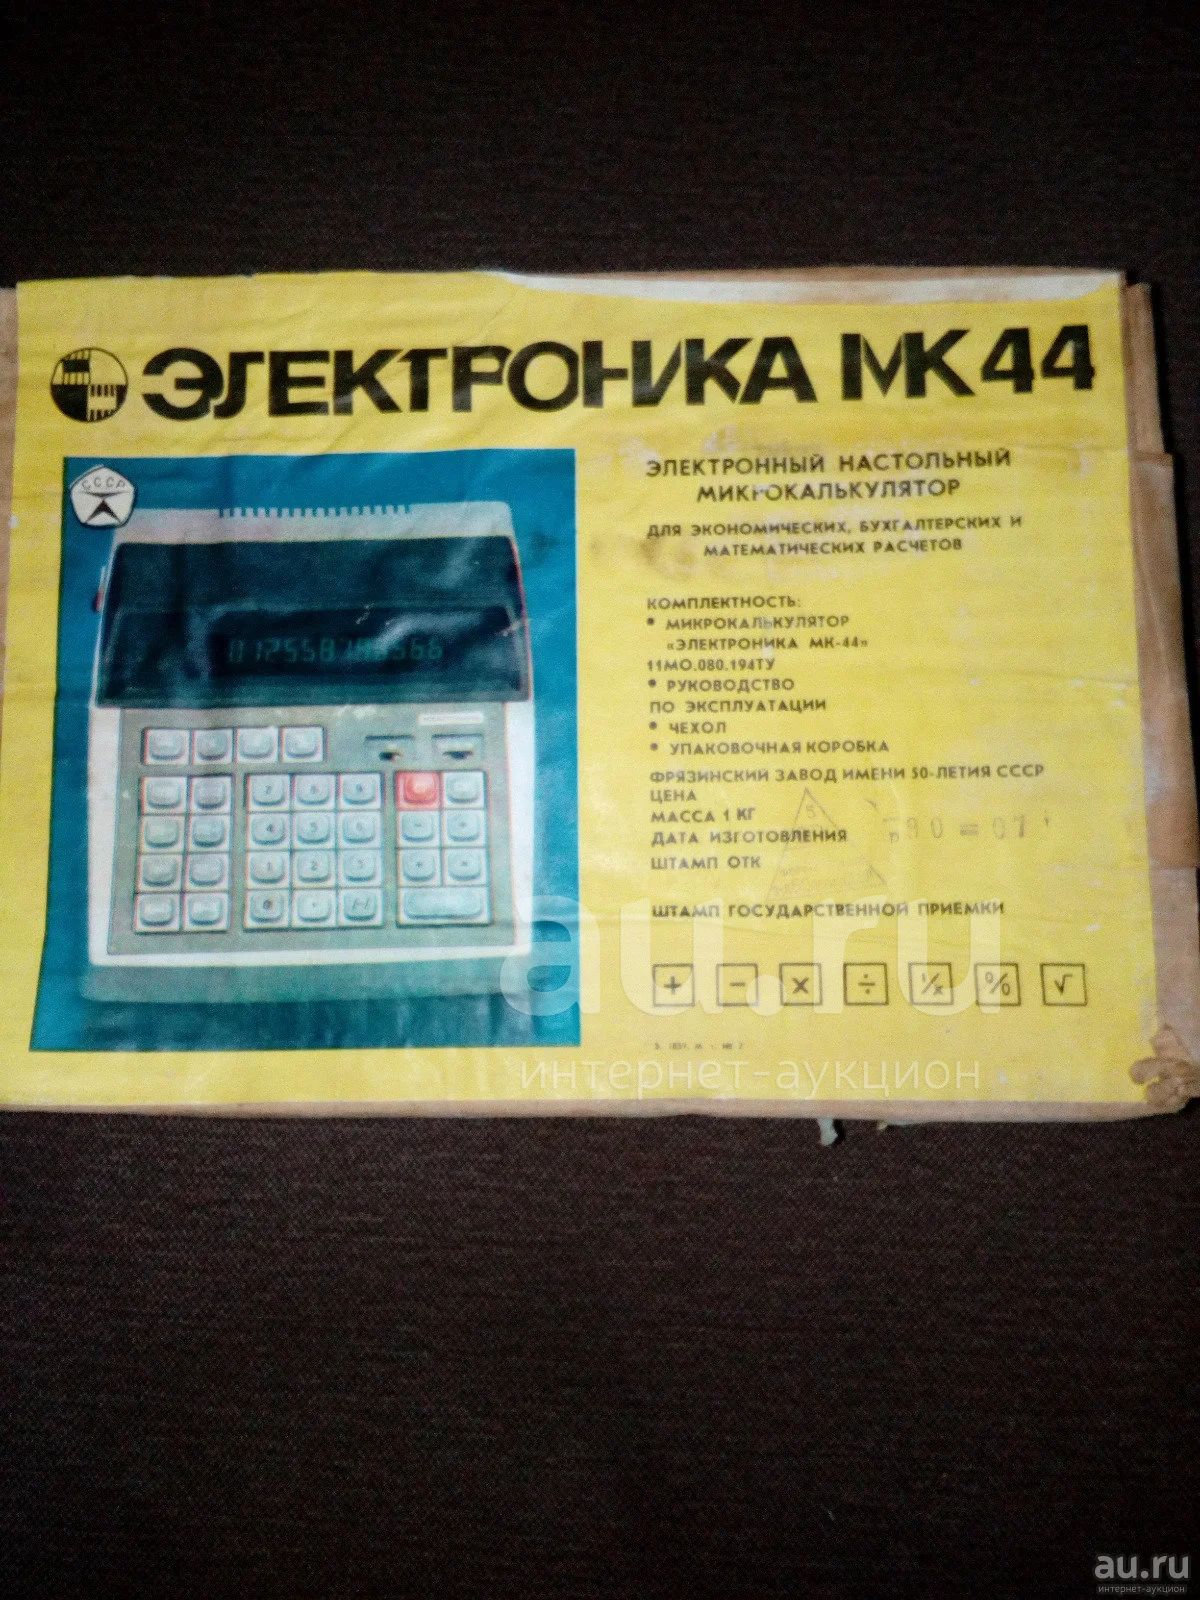 ЭЛЕКТРОНИКА МК 44
СССР
ЭЛЕКТРОННЫЙ НАСТОЛЬНЫЙ
МИКРОКАЛЬКУЛЯТОР
ДЛЯ ЭКОНОМИЧЕСКИХ, БУХГАЛТЕРСКИХ И
МАТЕМАТИЧЕСКИХ РАСЧЕТОВ
КОМПЛЕКТНОСТЬ:
• МИКРОКАЛЬКУЛЯТОР
«ЭЛЕКТРОНИКА МК-44»
11МО.080.194ТУ
• РУКОВОДСТВО
ПО ЭКСПЛУАТАЦИИ
• ЧЕХОЛ
• УПАКОВОЧНАЯ КОРОБКА
ФРЯЗИНСКИЙ ЗАВОД ИМЕНИ 50-ЛЕТИЯ СССР
ЦЕНА
МАССА 1 КГ
ДАТА ИЗГОТОВЛЕНИЯ
ШТАМП ОТК
ШТАМП ГОСУДАРСТВЕННОЙ ПРИЕМКИ
+ − × ÷ 1/x % √
au.ru
интернет-аукцион
au.ru
интернет-аукцион